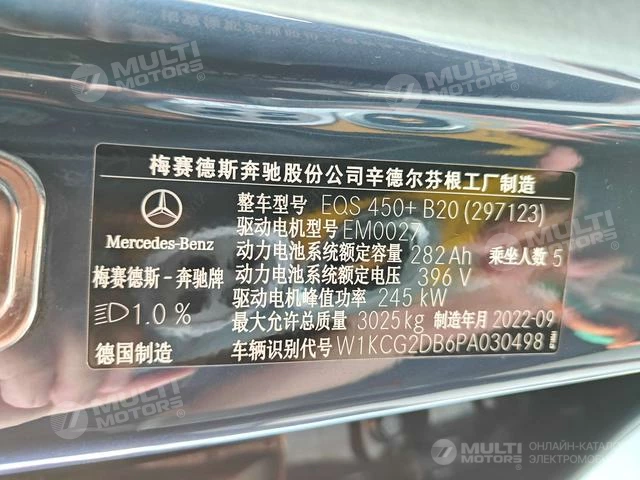 MULTI MOTORS®
MULTI MOTORS®
梅赛德斯奔驰股份公司辛德尔芬根工厂制造
整车型号 EQS 450+ B20 (297123)
驱动电机型号 EM0027
Mercedes-Benz
动力电池系统额定容量 282 Ah 乘坐人数 5
梅赛德斯-奔驰牌
动力电池系统额定电压 396 V
驱动电机峰值功率 245 kW
1.0 %
最大允许总质量 3025 kg 制造年月 2022-09
德国制造
车辆识别代号 W1KCG2DB6PA030498
MULTI MOTORS®
MULTI MOTORS®
MULTI MOTORS®
ОНЛАЙН-КАТАЛ
ЭЛЕКТРОМОБ